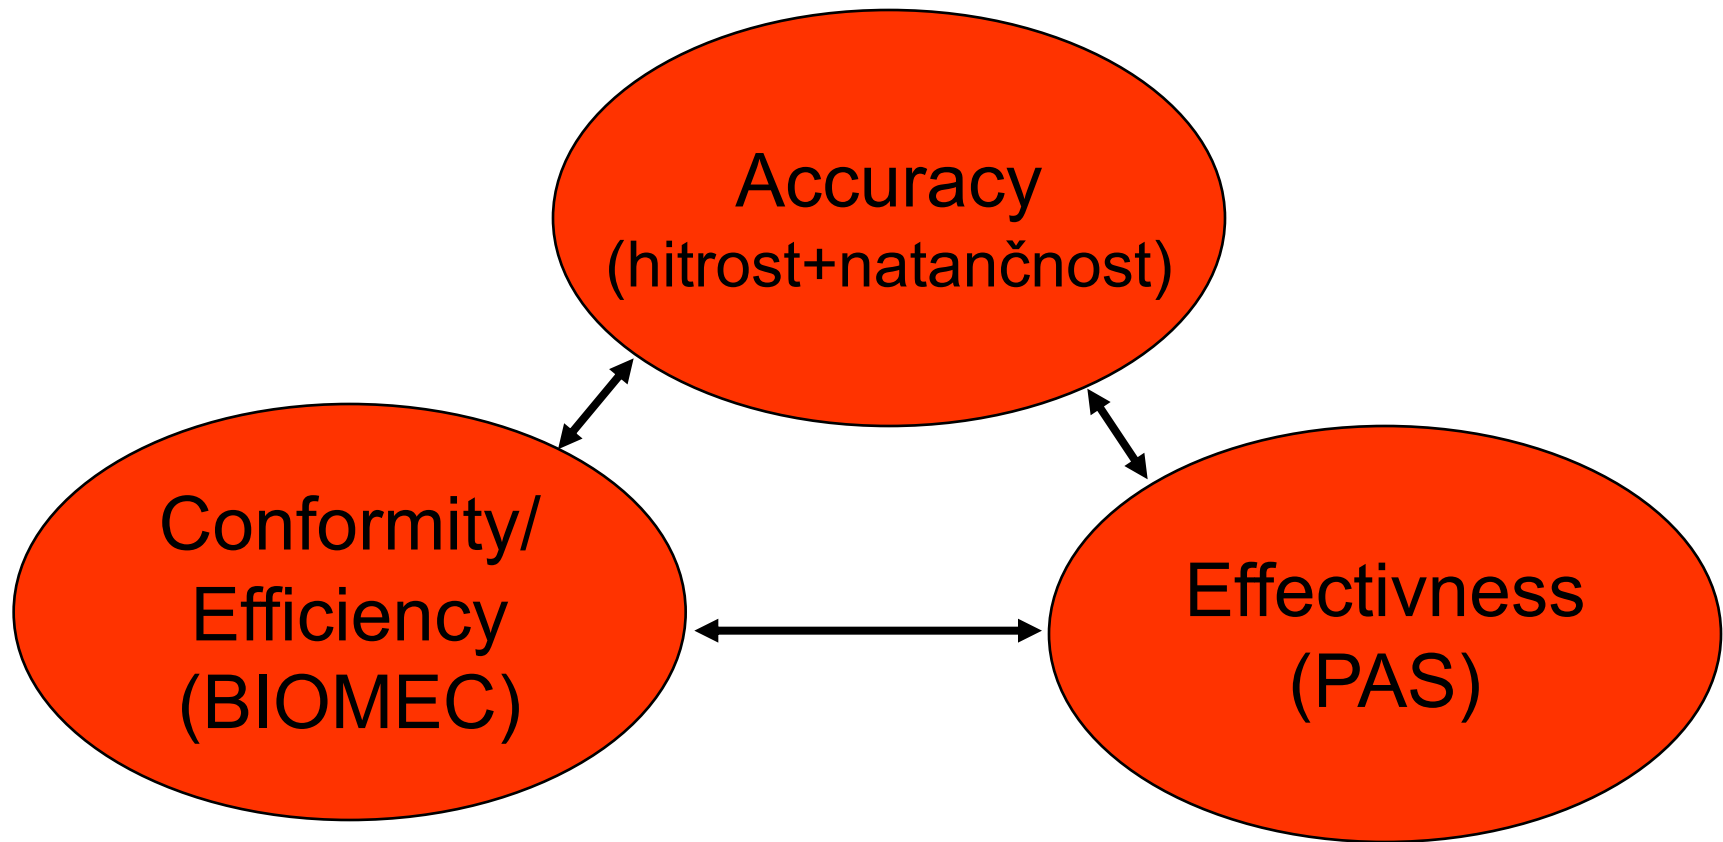 Accuracy
(hitrost+natančnost)
Conformity/
Efficiency
(BIOMEC)
Effectivness
(PAS)